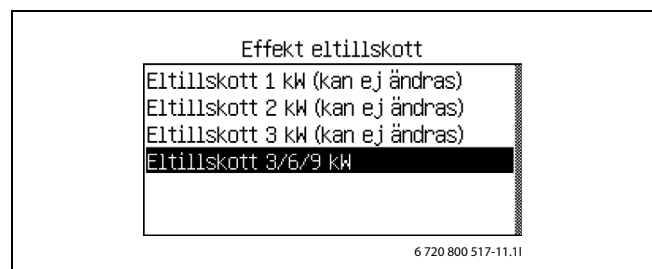 Effekt eltillskott
Eltillskott 1 kW (kan ej ändras)
Eltillskott 2 kW (kan ej ändras)
Eltillskott 3 kW (kan ej ändras)
Eltillskott 3/6/9 kW
6 720 800 517-11.1I